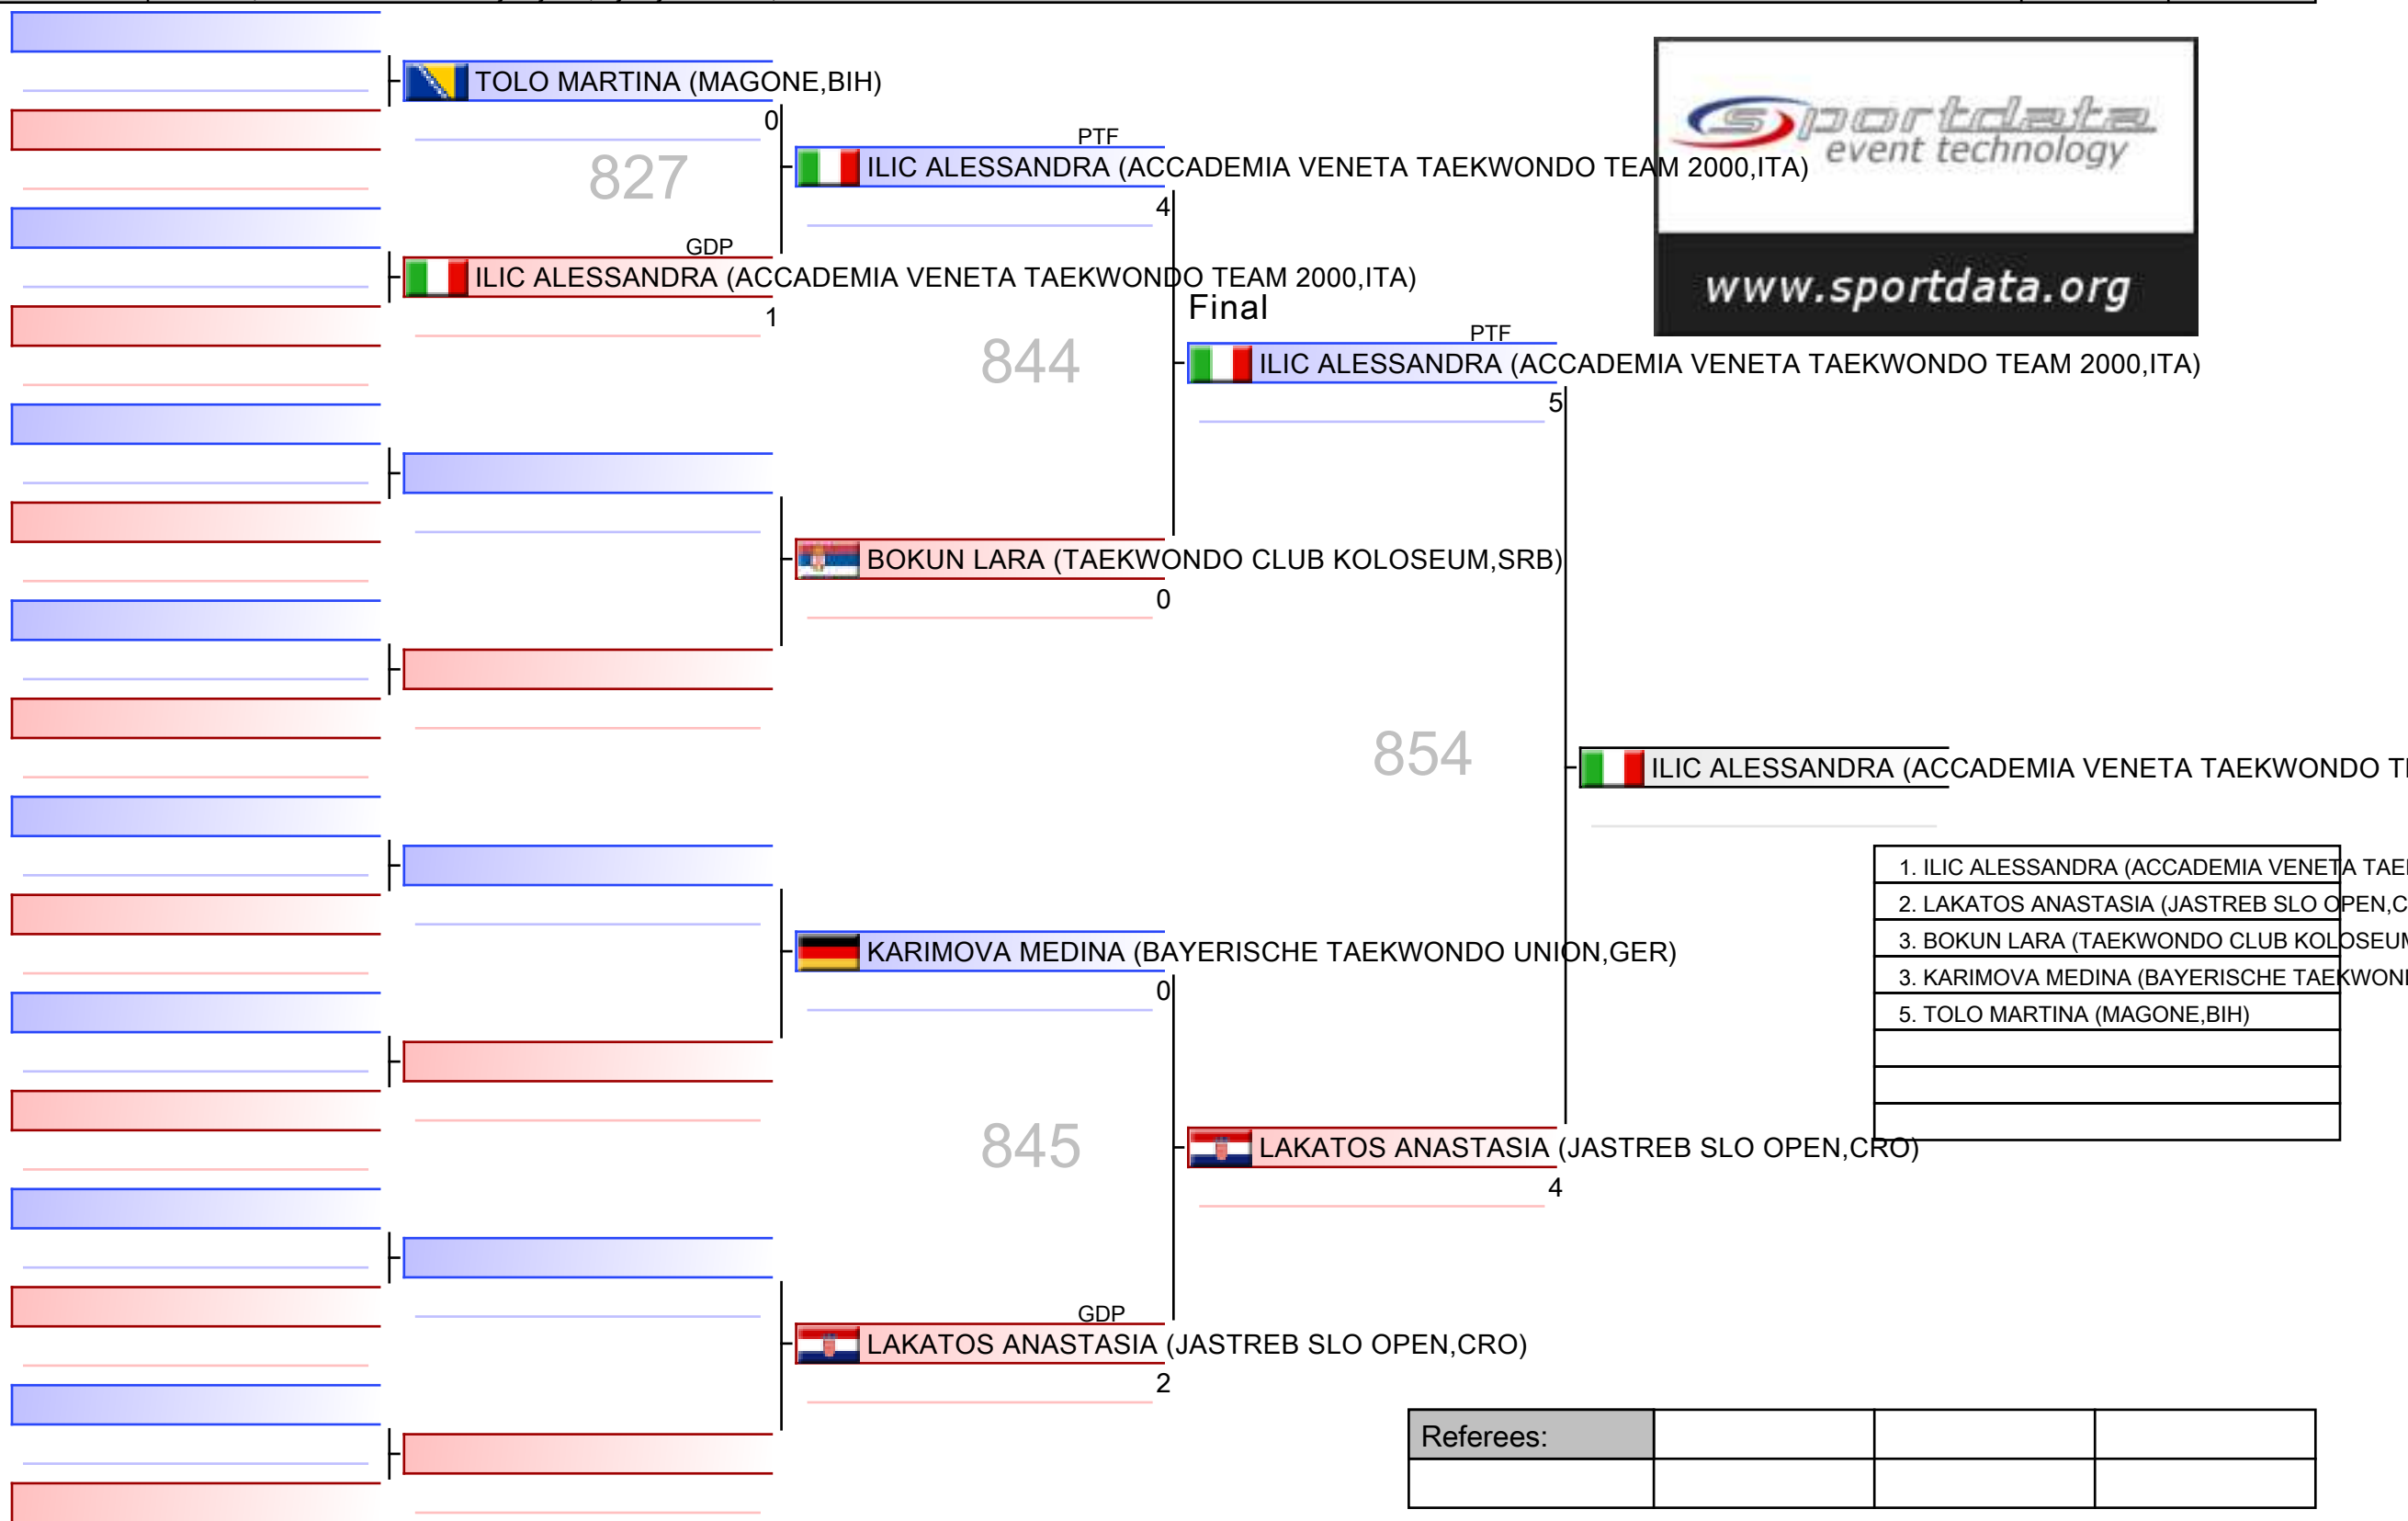 TOLO MARTINA (MAGONE,BIH)
0
827
GDP
ILIC ALESSANDRA (ACCADEMIA VENETA TAEKWONDO TEAM 2000,ITA)
1
PTF
ILIC ALESSANDRA (ACCADEMIA VENETA TAEKWONDO TEAM 2000,ITA)
4
844
BOKUN LARA (TAEKWONDO CLUB KOLOSEUM,SRB)
0
sportdata
event technology
www.sportdata.org
Final
PTF
ILIC ALESSANDRA (ACCADEMIA VENETA TAEKWONDO TEAM 2000,ITA)
5
854
ILIC ALESSANDRA (ACCADEMIA VENETA TAEKWONDO
KARIMOVA MEDINA (BAYERISCHE TAEKWONDO UNION,GER)
0
845
GDP
LAKATOS ANASTASIA (JASTREB SLO OPEN,CRO)
2
LAKATOS ANASTASIA (JASTREB SLO OPEN,CRO)
4
1. ILIC ALESSANDRA (ACCADEMIA VENETA
2. LAKATOS ANASTASIA (JASTREB SLO OPEN,
3. BOKUN LARA (TAEKWONDO CLUB KOLOSEUM
3. KARIMOVA MEDINA (BAYERISCHE
5. TOLO MARTINA (MAGONE,BIH)
Referees: